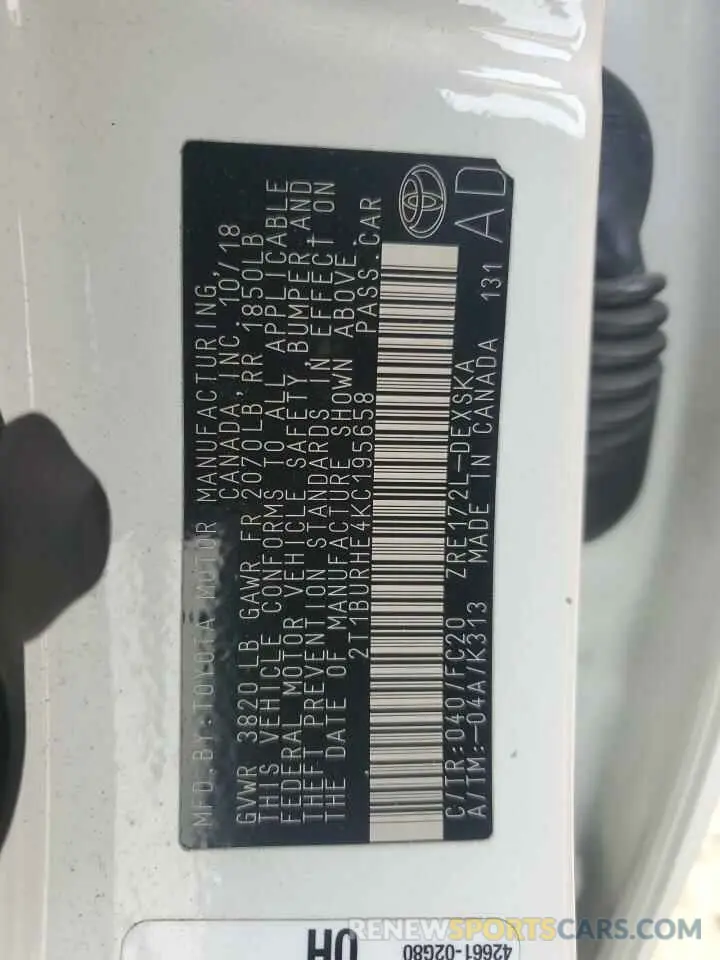 MFD.BY:TOYOTA MOTOR MANUFACTURING,
CANADA, INC. 10/18
GVWR 3820 LB GAWR FR 2070LB, RR 1850LB
THIS VEHICLE CONFORMS TO ALL APPLICABLE
FEDERAL MOTOR VEHICLE SAFETY, BUMPER, AND
THEFT PREVENTION STANDARDS IN EFFECT ON
THE DATE OF MANUFACTURE SHOWN ABOVE.
2T1BURHE4KC195658 PASS.CAR
C/TR:040/FC20 ZRE172L-DEXSKA
A/TM:-04A/K313 MADE IN CANADA 131 AD
42661-02G80
UH
RENEWSPORTSCARS.COM